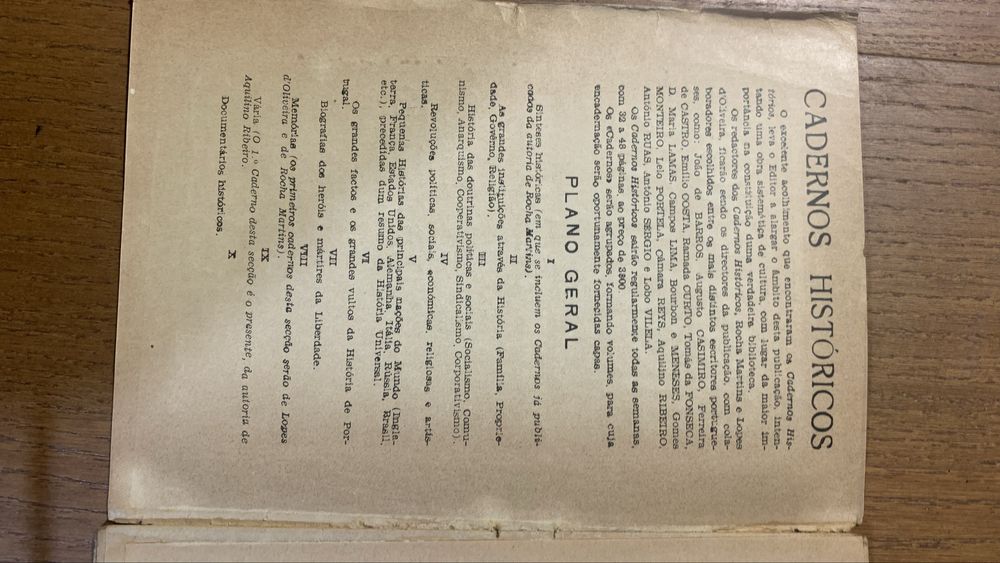 CADERNOS HISTÓRICOS
O excelente acolhimento que encontraram os Cadernos His-
tóricos, leva o Editor a alargar o âmbito desta publicação, inten-
tando uma obra sistemática de cultura, com lugar da maior im-
portância na constituição duma verdadeira biblioteca.
Os redactores dos Cadernos Históricos, Rocha Martins e Lopes
d'Oliveira ficarão sendo os directores da publicação, com cola-
boradores escolhidos entre os mais distintos escritores portugue-
ses, como: João de BARROS, Augusto CASIMIRO, Ferreira
de CASTRO, Emílio COSTA Ramada CURTO, Tomás da FONSECA,
D. Maria LAMAS, Campos LIMA, Bourbon e MENESES, Gomes
MONTEIRO, Lelo PORTELA, Câmara REYS, Aquilino RIBEIRO,
António RUAS, António SÉRGIO e Lobo VILELA.
Os Cadernos Históricos sairão regularmente todas as semanas,
com 32 a 48 páginas, ao preço de 3$00.
Os «Cadernos» serão agrupados, formando volumes, para cuja
encadernação serão oportunamente fornecidas capas.
PLANO GERAL
I
Sínteses históricas (em que se incluem os Cadernos já publi-
cados da autoria de Rocha Martins).
II
As grandes instituições através da História (Família, Proprie-
dade, Govêrno, Religião).
III
História das doutrinas políticas e sociais (Socialismo, Comu-
nismo, Anarquismo, Cooperativismo, Sindicalismo, Corporativismo).
IV
Revoluções políticas, sociais, económicas, religiosas e artís-
ticas.
V
Pequenas Histórias das principais nações do Mundo (Ingla-
terra, França, Estados Unidos, Alemanha, Itália, Rússia, Brasil,
etc.), precedidas dum resumo da História Universal.
VI
Os grandes factos e os grandes vultos da História de Por-
tugal.
VII
Biografias dos heróis e mártires da Liberdade.
VIII
Memórias (os primeiros cadernos desta secção serão de Lopes
d'Oliveira e de Rocha Martins).
IX
Vária (O 1.º Caderno desta secção é o presente, da autoria de
Aquilino Ribeiro.
X
Documentários históricos.